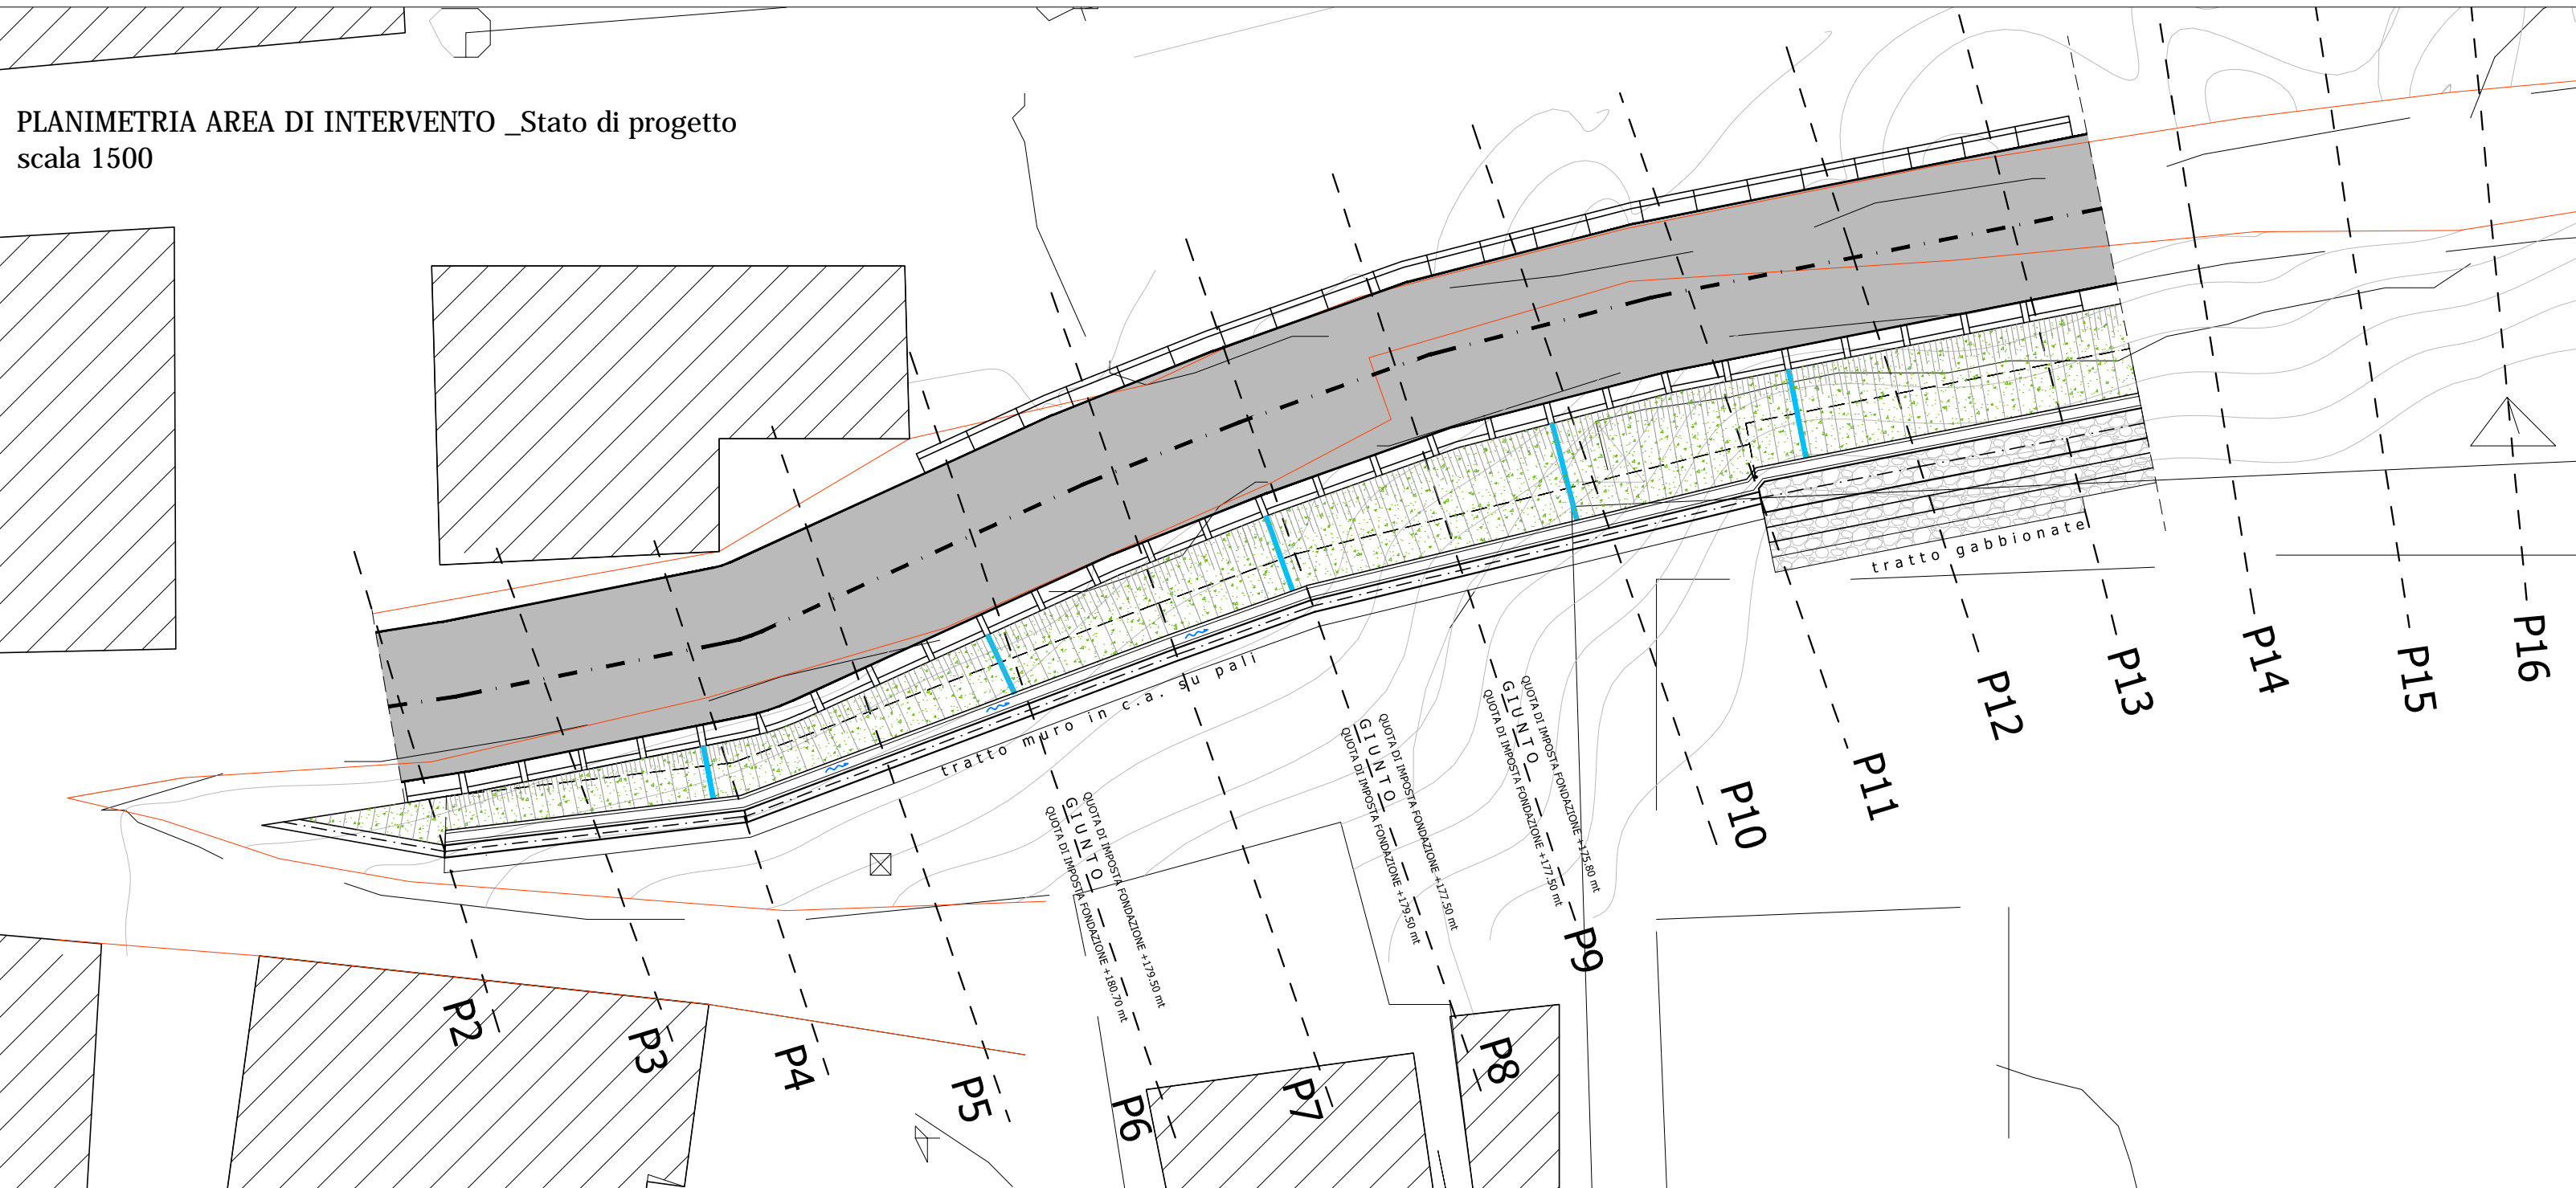 PLANIMETRIA AREA DI INTERVENTO _Stato di progetto
scala 1500
tratto gabbionate
tratto muro in c.a. su pali
QUOTA DI IMPOSTA FONDAZIONE +180,70 mt
GIUNTO
QUOTA DI IMPOSTA FONDAZIONE +179,50 mt
QUOTA DI IMPOSTA FONDAZIONE +179,50 mt
GIUNTO
QUOTA DI IMPOSTA FONDAZIONE +177,50 mt
QUOTA DI IMPOSTA FONDAZIONE +177,50 mt
GIUNTO
QUOTA DI IMPOSTA FONDAZIONE +175,80 mt
P2
P3
P4
P5
P6
P7
P8
P9
P10
P11
P12
P13
P14
P15
P16